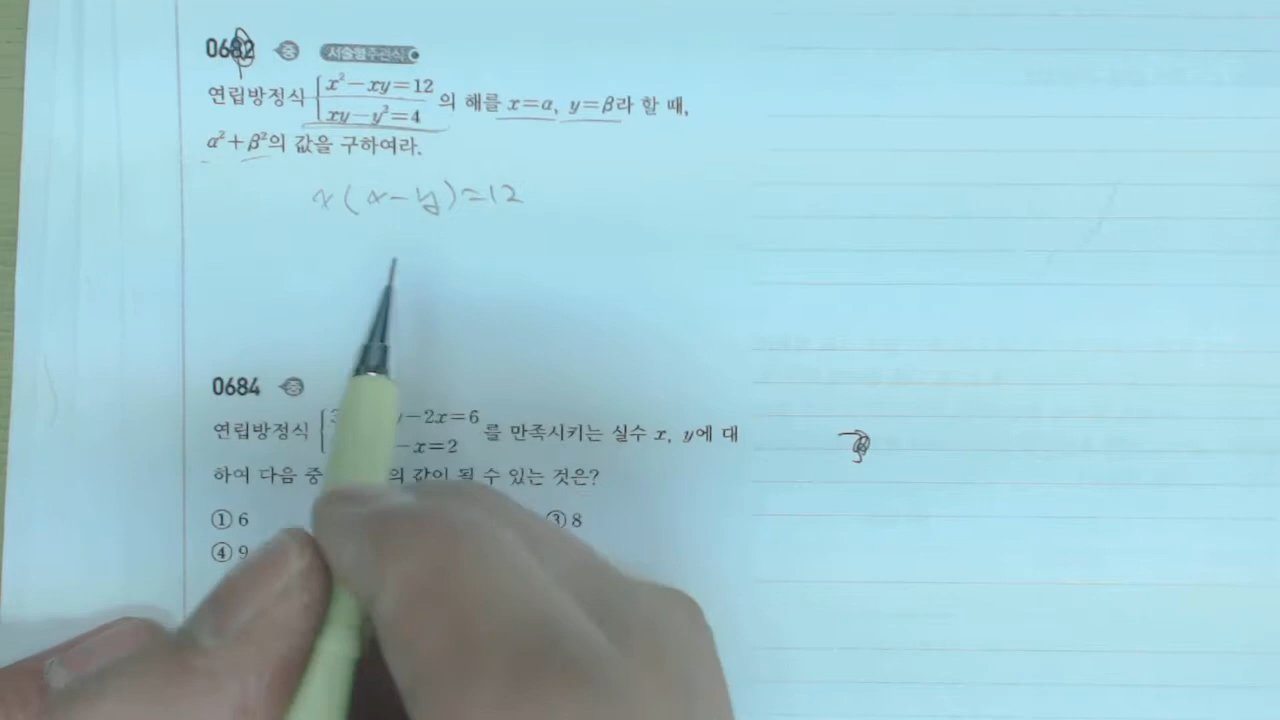 0682 중 서술형 주관식
연립방정식 { x²-xy=12
xy-y²=4 의 해를 x=α, y=β라 할 때,
α²+β²의 값을 구하여라.
x(x-y)=12
0684 중
연립방정식 { -2x=6
-x=2 를 만족시키는 실수 x, y에 대
하여 다음 중 의 값이 될 수 있는 것은?
① 6 ③ 8
④ 9